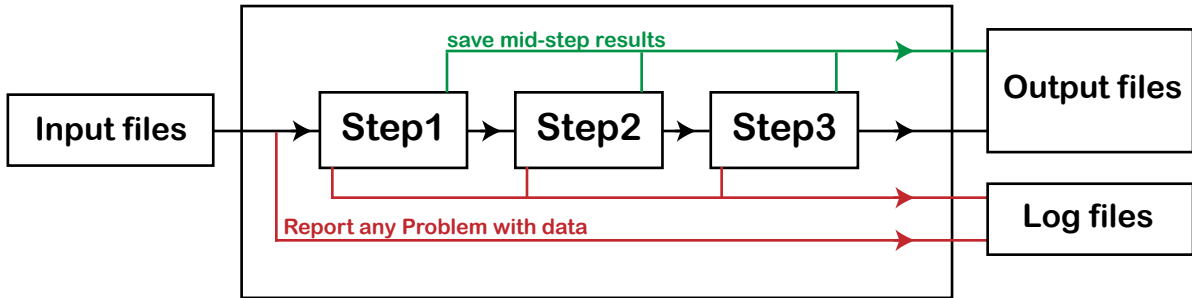 save mid-step results
Output files
Input files
Step1
Step2
Step3
Log files
Report any Problem with data